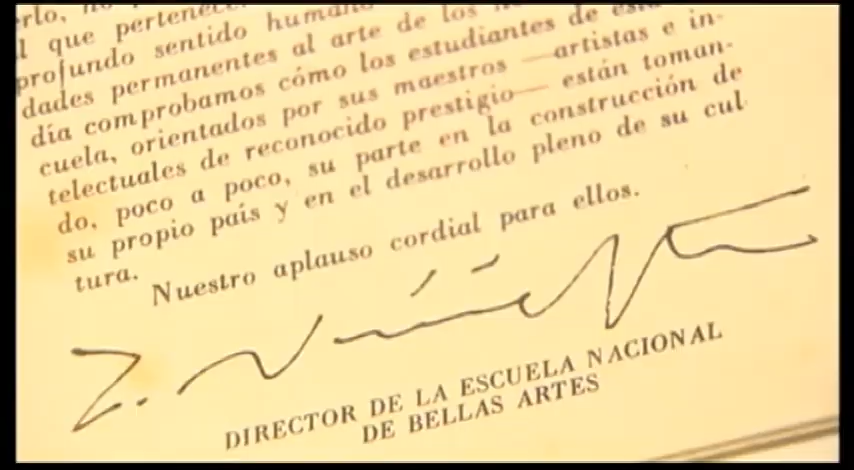 rlo,
l que pertenece
profundo sentido humano
dades permanentes al arte de los
día comprobamos cómo los estudiantes de es
cuela, orientados por sus maestros —artistas e in-
telectuales de reconocido prestigio— están toman-
do, poco a poco, su parte en la construcción de
su propio país y en el desarrollo pleno de su cul
tura.
Nuestro aplauso cordial para ellos.
DIRECTOR DE LA ESCUELA NACIONAL
DE BELLAS ARTES